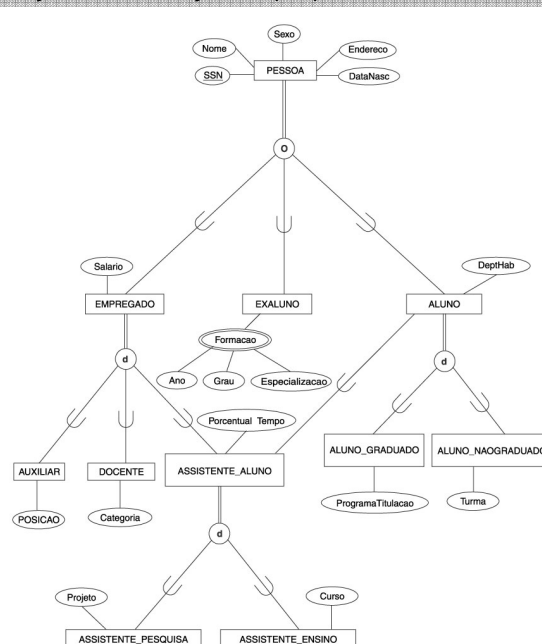 Sexo
Nome
Endereco
SSN
PESSOA
DataNasc
O
Salario
DeptHab
EMPREGADO
EXALUNO
ALUNO
Formacao
d
d
Ano
Grau
Especializacao
Porcentual Tempo
AUXILIAR
DOCENTE
ASSISTENTE_ALUNO
ALUNO_GRADUADO
ALUNO_NAOGRADUADO
POSICAO
Categoria
ProgramaTitulacao
Turma
d
Projeto
Curso
ASSISTENTE_PESQUISA
ASSISTENTE_ENSINO